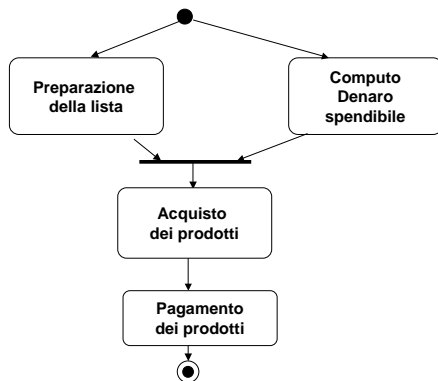 Preparazione
della lista
Computo
Denaro
spendibile
Acquisto
dei prodotti
Pagamento
dei prodotti